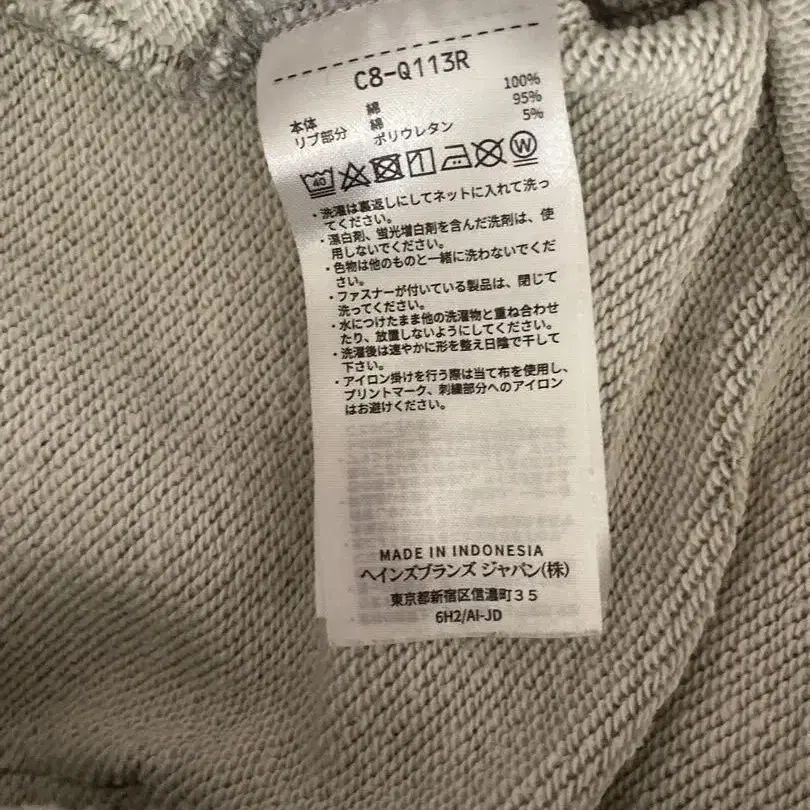 C8-Q113R
本体 綿 100%
リブ部分 綿 95%
ポリウレタン 5%
40 W
・洗濯は裏返しにしてネットに入れて洗っ
てください。
・漂白剤、蛍光増白剤を含んだ洗剤は、使
用しないでください。
・色物は他のものと一緒に洗わないでくだ
さい。
・ファスナーが付いている製品は、閉じて
洗ってください。
・水につけたまま他の洗濯物と重ね合わせ
たり、放置しないようにしてください。
・洗濯後は速やかに形を整え日陰で干して
下さい。
・アイロン掛けを行う際は当て布を使用し、
プリントマーク、刺繍部分へのアイロン
はお避けください。
MADE IN INDONESIA
ヘインズブランズ ジャパン(株)
東京都新宿区信濃町35
6H2/AI-JD